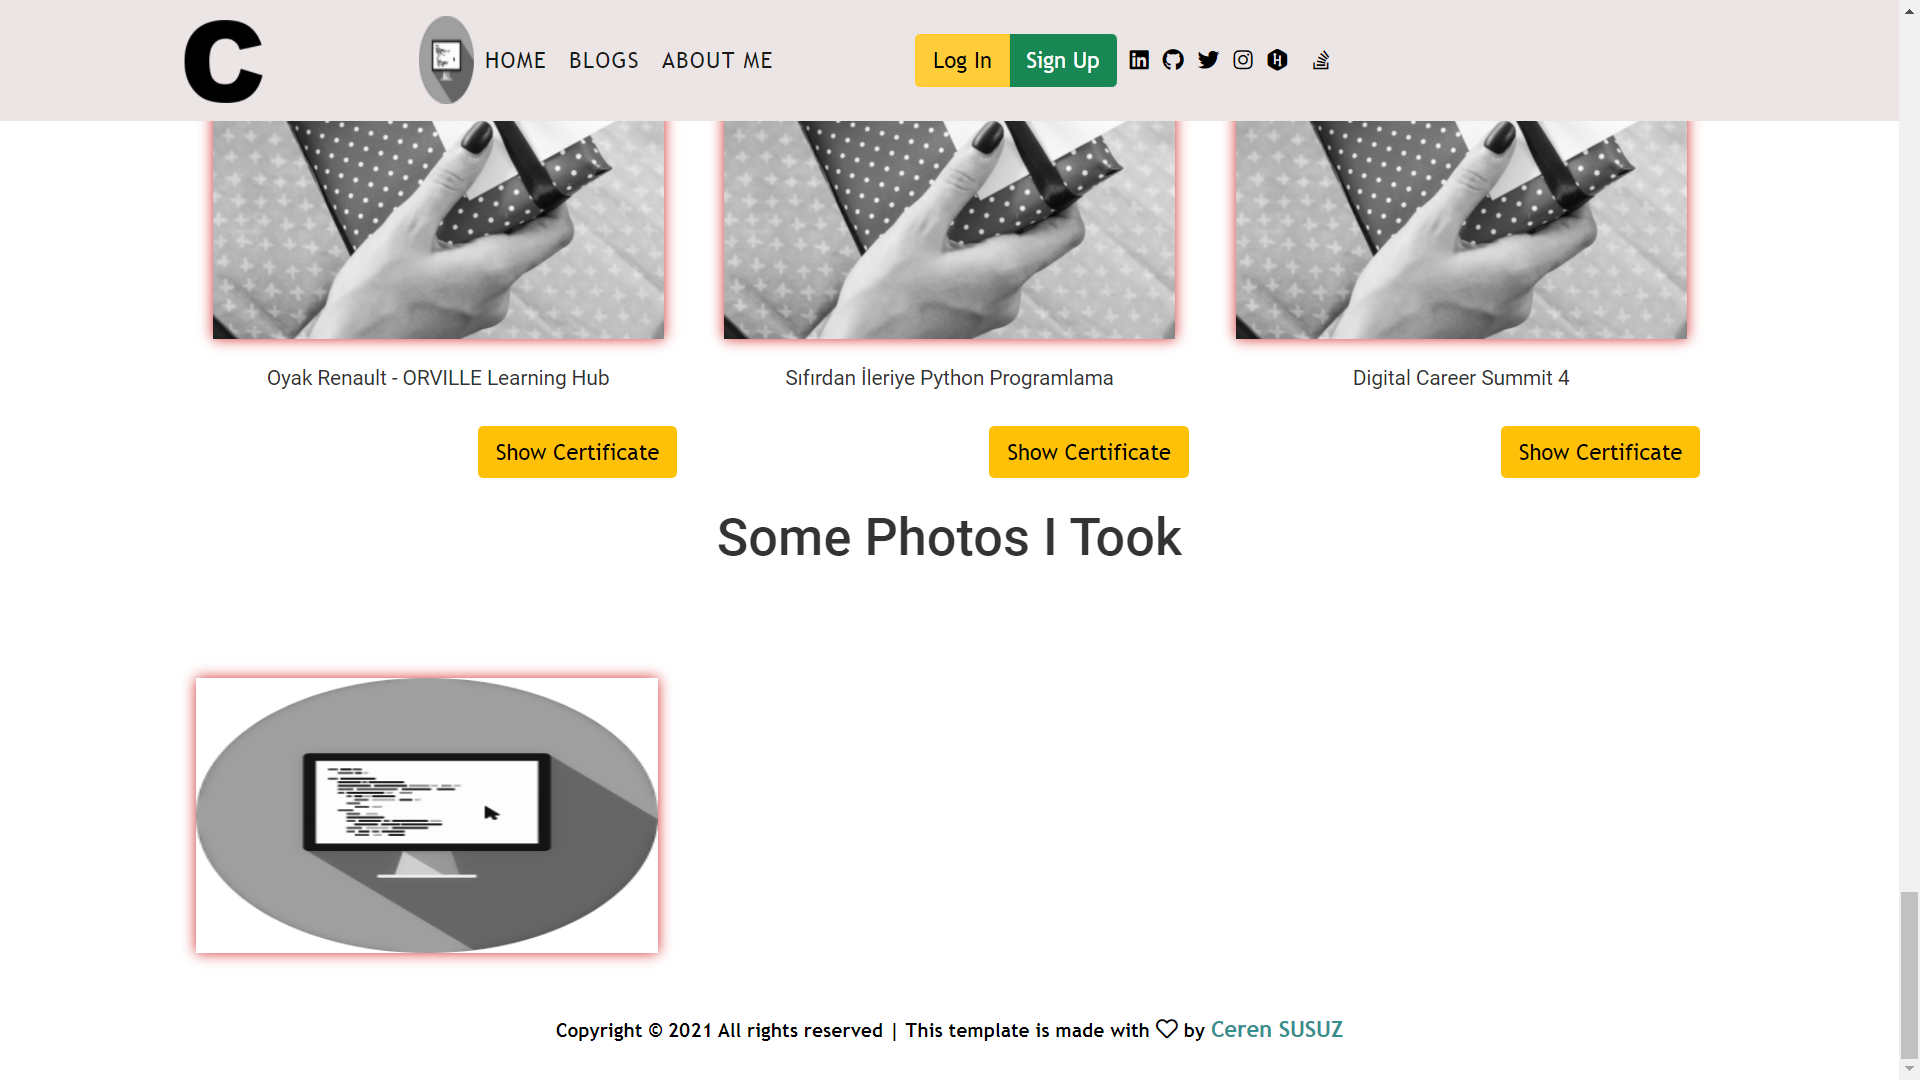 C
HOME BLOGS ABOUT ME Log In Sign Up
Oyak Renault - ORVILLE Learning Hub
Sıfırdan İleriye Python Programlama
Digital Career Summit 4
Show Certificate
Show Certificate
Show Certificate
Some Photos I Took
Copyright © 2021 All rights reserved | This template is made with ♡ by Ceren SUSUZ